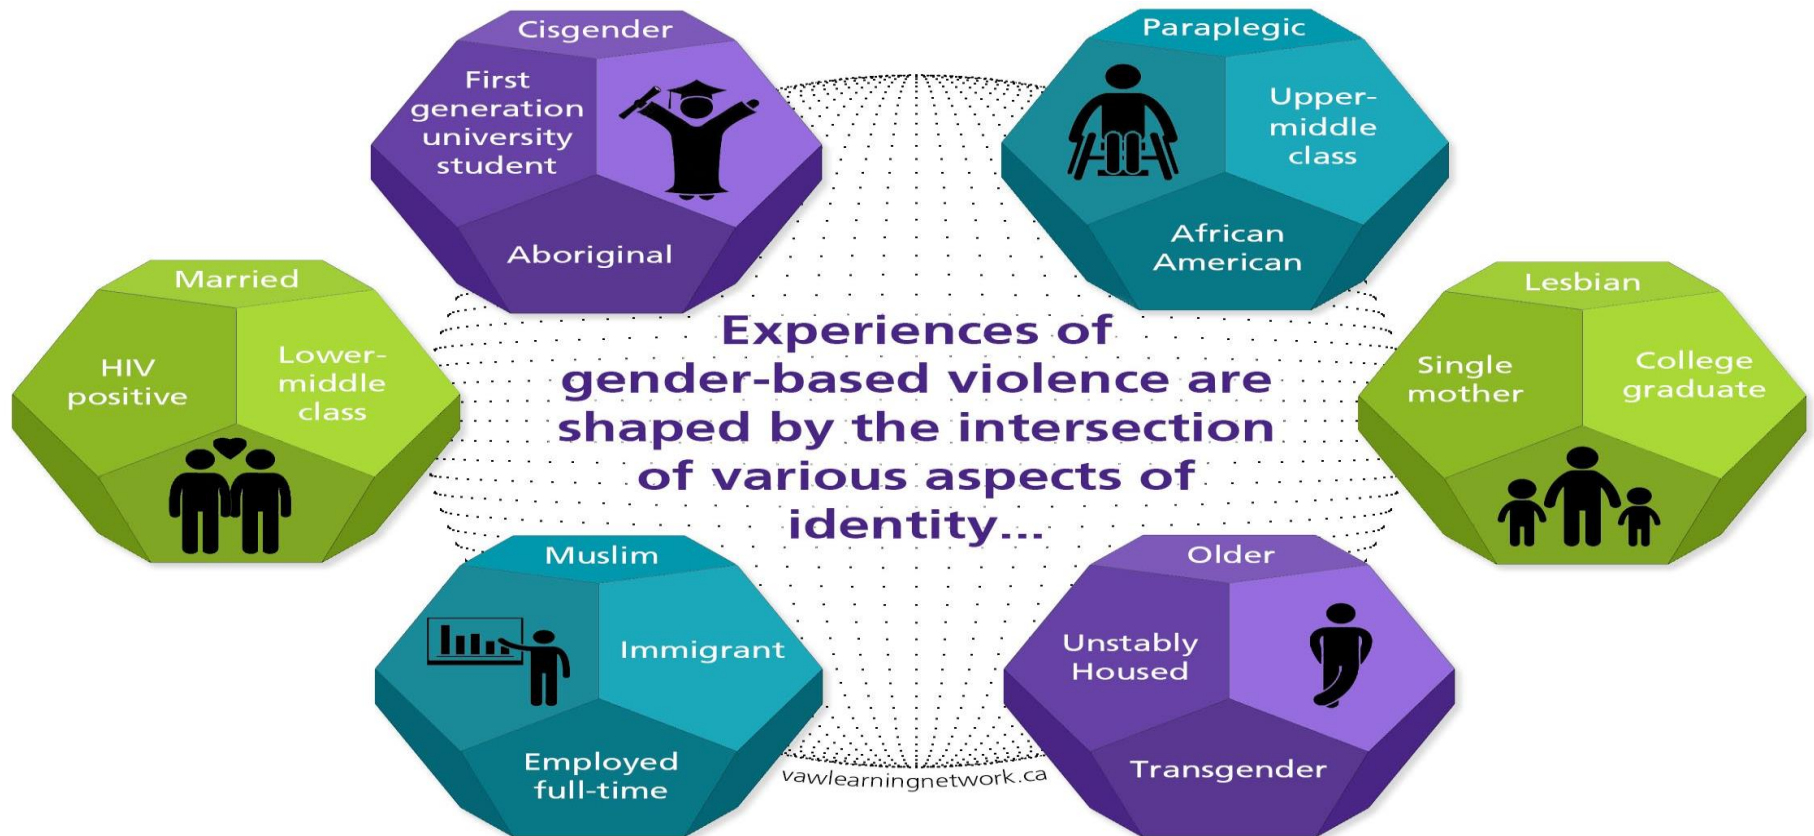 Cisgender
First
generation
university
student
Aboriginal
Paraplegic
Upper-
middle
class
African
American
Married
HIV
positive
Lower-
middle
class
Experiences of
gender-based violence are
shaped by the intersection
of various aspects of
identity...
Lesbian
Single
mother
College
graduate
Muslim
Immigrant
Employed
full-time
Older
Unstably
Housed
Transgender
vawlearningnetwork.ca